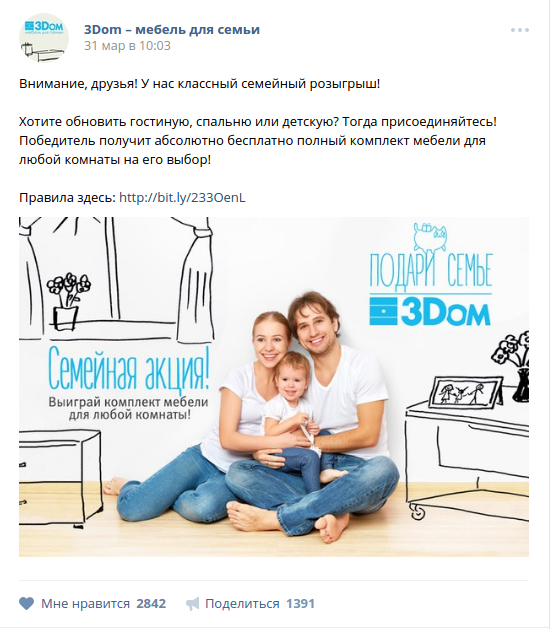 3Dom – мебель для семьи
31 мар в 10:03
Внимание, друзья! У нас классный семейный розыгрыш!
Хотите обновить гостиную, спальню или детскую? Тогда присоединяйтесь!
Победитель получит абсолютно бесплатно полный комплект мебели для
любой комнаты на его выбор!
Правила здесь: http://bit.ly/233OenL
ПОДАРИ СЕМЬЕ
3Dом
Семейная акция!
Выиграй комплект мебели
для любой комнаты!
Мне нравится 2842 Поделиться 1391